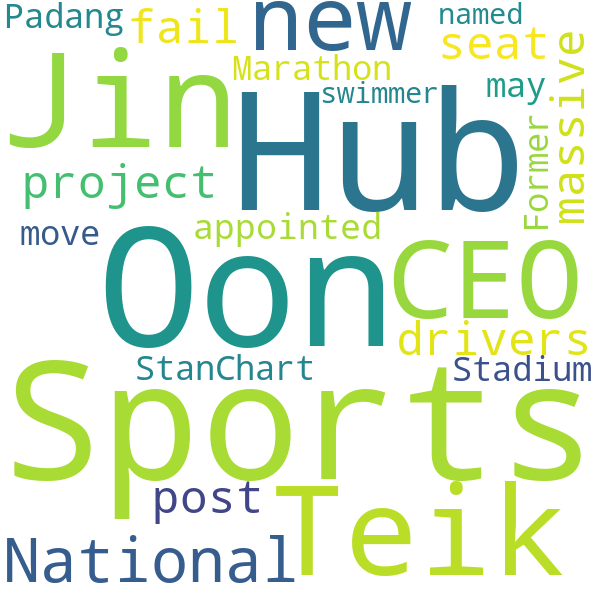 Padang
fail
new
named
seat
massive
Jin
Marathon
swimmer
may
Hub
Former
project
move
appointed
Oon
CEO
drivers
StanChart
Stadium
Sports
post
Teik
National